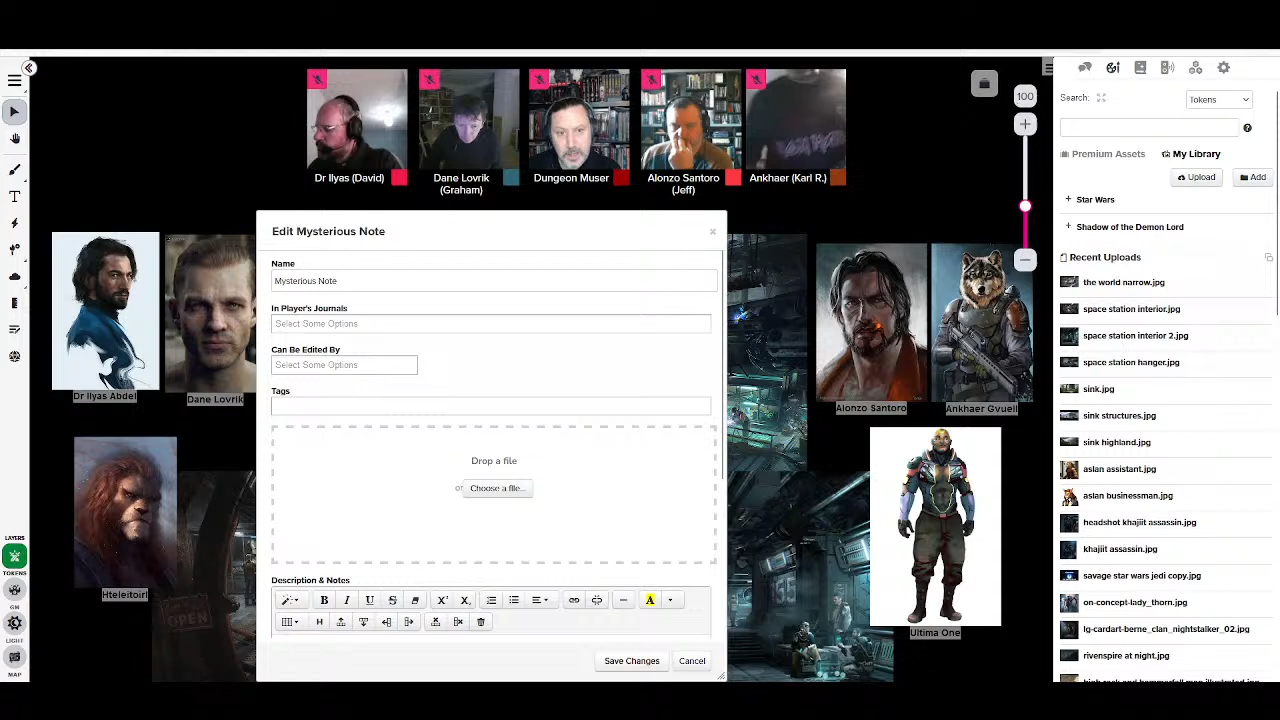 Dr Ilyas (David)
Dane Lovrik
(Graham)
Dungeon Muser
Alonzo Santoro
(Jeff)
Ankhaer (Karl R.)
100
Search:
Tokens
Premium Assets
My Library
Upload
Add
Star Wars
Shadow of the Demon Lord
Recent Uploads
the world narrow.jpg
space station interior.jpg
space station interior 2.jpg
space station hanger.jpg
sink.jpg
sink structures.jpg
sink highland.jpg
aslan assistant.jpg
aslan businessman.jpg
headshot khajiit assassin.jpg
khajiit assassin.jpg
savage star wars jedi copy.jpg
on-concept-lady_thorn.jpg
lg-cardart-berne_clan_nightstalker_02.jpg
rivenspire at night.jpg
Edit Mysterious Note
Name
Mysterious Note
In Player's Journals
Select Some Options
Can Be Edited By
Select Some Options
Tags
Drop a file
or Choose a file...
Description & Notes
Save Changes
Cancel
Dr Ilyas Abdel
Dane Lovrik
Alonzo Santoro
Ankhaer Gvuell
Hteleitoirl
Ultima One
OPEN
LAYERS
TOKENS
GM
LIGHT
MAP